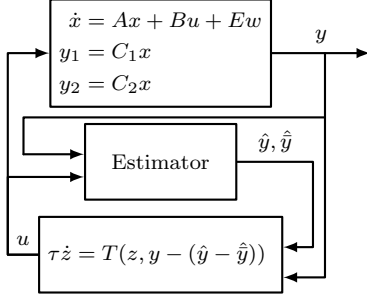 ẋ = Ax + Bu + Ew
y₁ = C₁x
y₂ = C₂x
y
Estimator
ŷ, ŷ̄
u
τż = T(z, y − (ŷ − ŷ̄))